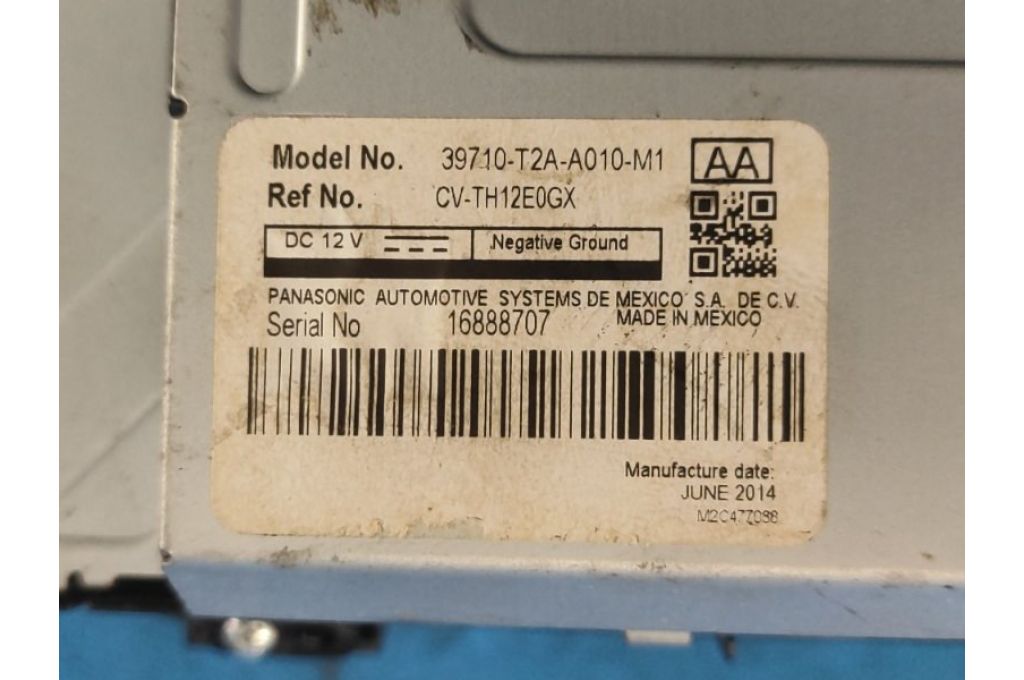 Model No. 39710-T2A-A010-M1 AA
Ref No. CV-TH12E0GX
DC 12 V Negative Ground
PANASONIC AUTOMOTIVE SYSTEMS DE MEXICO S.A. DE C.V.
Serial No 16888707 MADE IN MEXICO
Manufacture date:
JUNE 2014